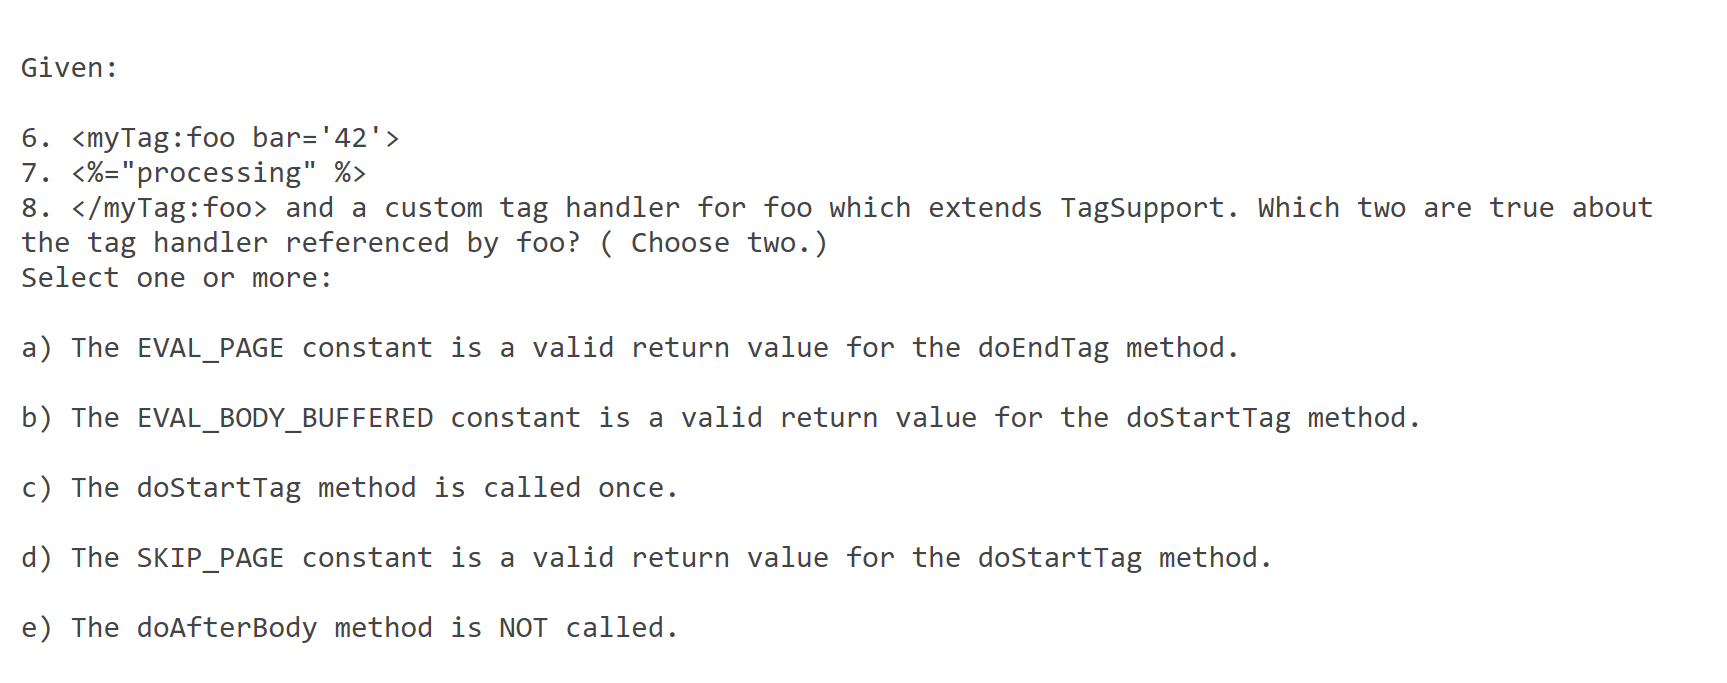 Given:
6. <myTag:foo bar='42'>
7. <%="processing" %>
8. </myTag:foo> and a custom tag handler for foo which extends TagSupport. Which two are true about
the tag handler referenced by foo? ( Choose two.)
Select one or more:
a) The EVAL_PAGE constant is a valid return value for the doEndTag method.
b) The EVAL_BODY_BUFFERED constant is a valid return value for the doStartTag method.
c) The doStartTag method is called once.
d) The SKIP_PAGE constant is a valid return value for the doStartTag method.
e) The doAfterBody method is NOT called.